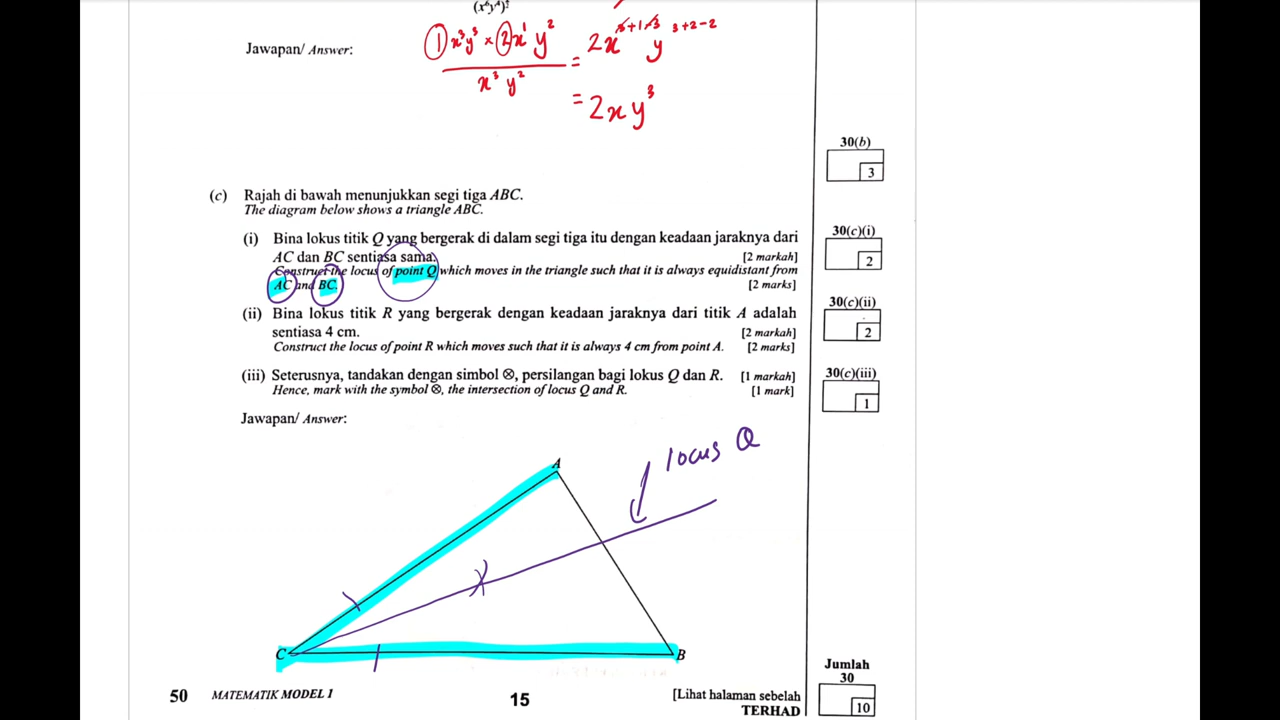 (x⁶y⁴)½
Jawapan/ Answer:
1x³y³ × 2x¹y² / x³y² = 2x^(3+1-3) y^(3+2-2)
= 2xy³
30(b)
3
(c) Rajah di bawah menunjukkan segi tiga ABC.
The diagram below shows a triangle ABC.
(i) Bina lokus titik Q yang bergerak di dalam segi tiga itu dengan keadaan jaraknya dari
AC dan BC sentiasa sama. [2 markah]
Construct the locus of point Q which moves in the triangle such that it is always equidistant from
AC and BC. [2 marks]
30(c)(i)
2
(ii) Bina lokus titik R yang bergerak dengan keadaan jaraknya dari titik A adalah
sentiasa 4 cm. [2 markah]
Construct the locus of point R which moves such that it is always 4 cm from point A. [2 marks]
30(c)(ii)
2
(iii) Seterusnya, tandakan dengan simbol ⊗, persilangan bagi lokus Q dan R. [1 markah]
Hence, mark with the symbol ⊗, the intersection of locus Q and R. [1 mark]
30(c)(iii)
1
Jawapan/ Answer:
locus Q
A
C
B
Jumlah
30
10
50 MATEMATIK MODEL 1
15
[Lihat halaman sebelah
TERHAD